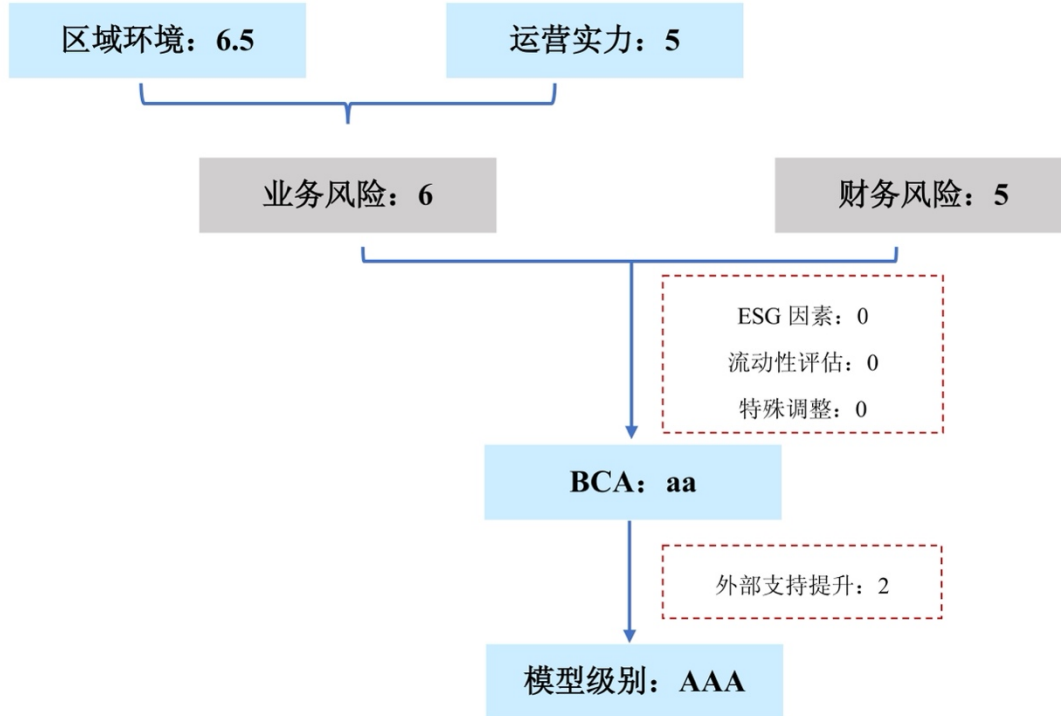 区域环境：6.5
运营实力：5
业务风险：6
财务风险：5
ESG 因素：0
流动性评估：0
特殊调整：0
BCA：aa
外部支持提升：2
模型级别：AAA